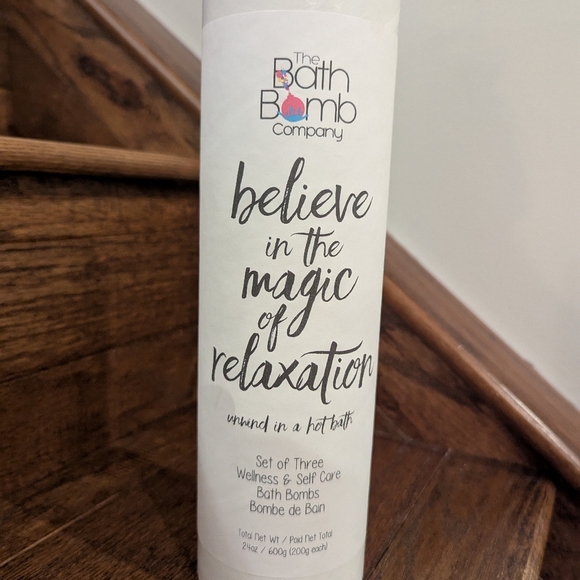 The
Bath
Bomb
Company
believe
in the
magic
of
relaxation
unwind in a hot bath
Set of Three
Wellness & Self Care
Bath Bombs
Bombe de Bain
Total Net Wt / Paid Net Total
24oz / 600g (200g each)